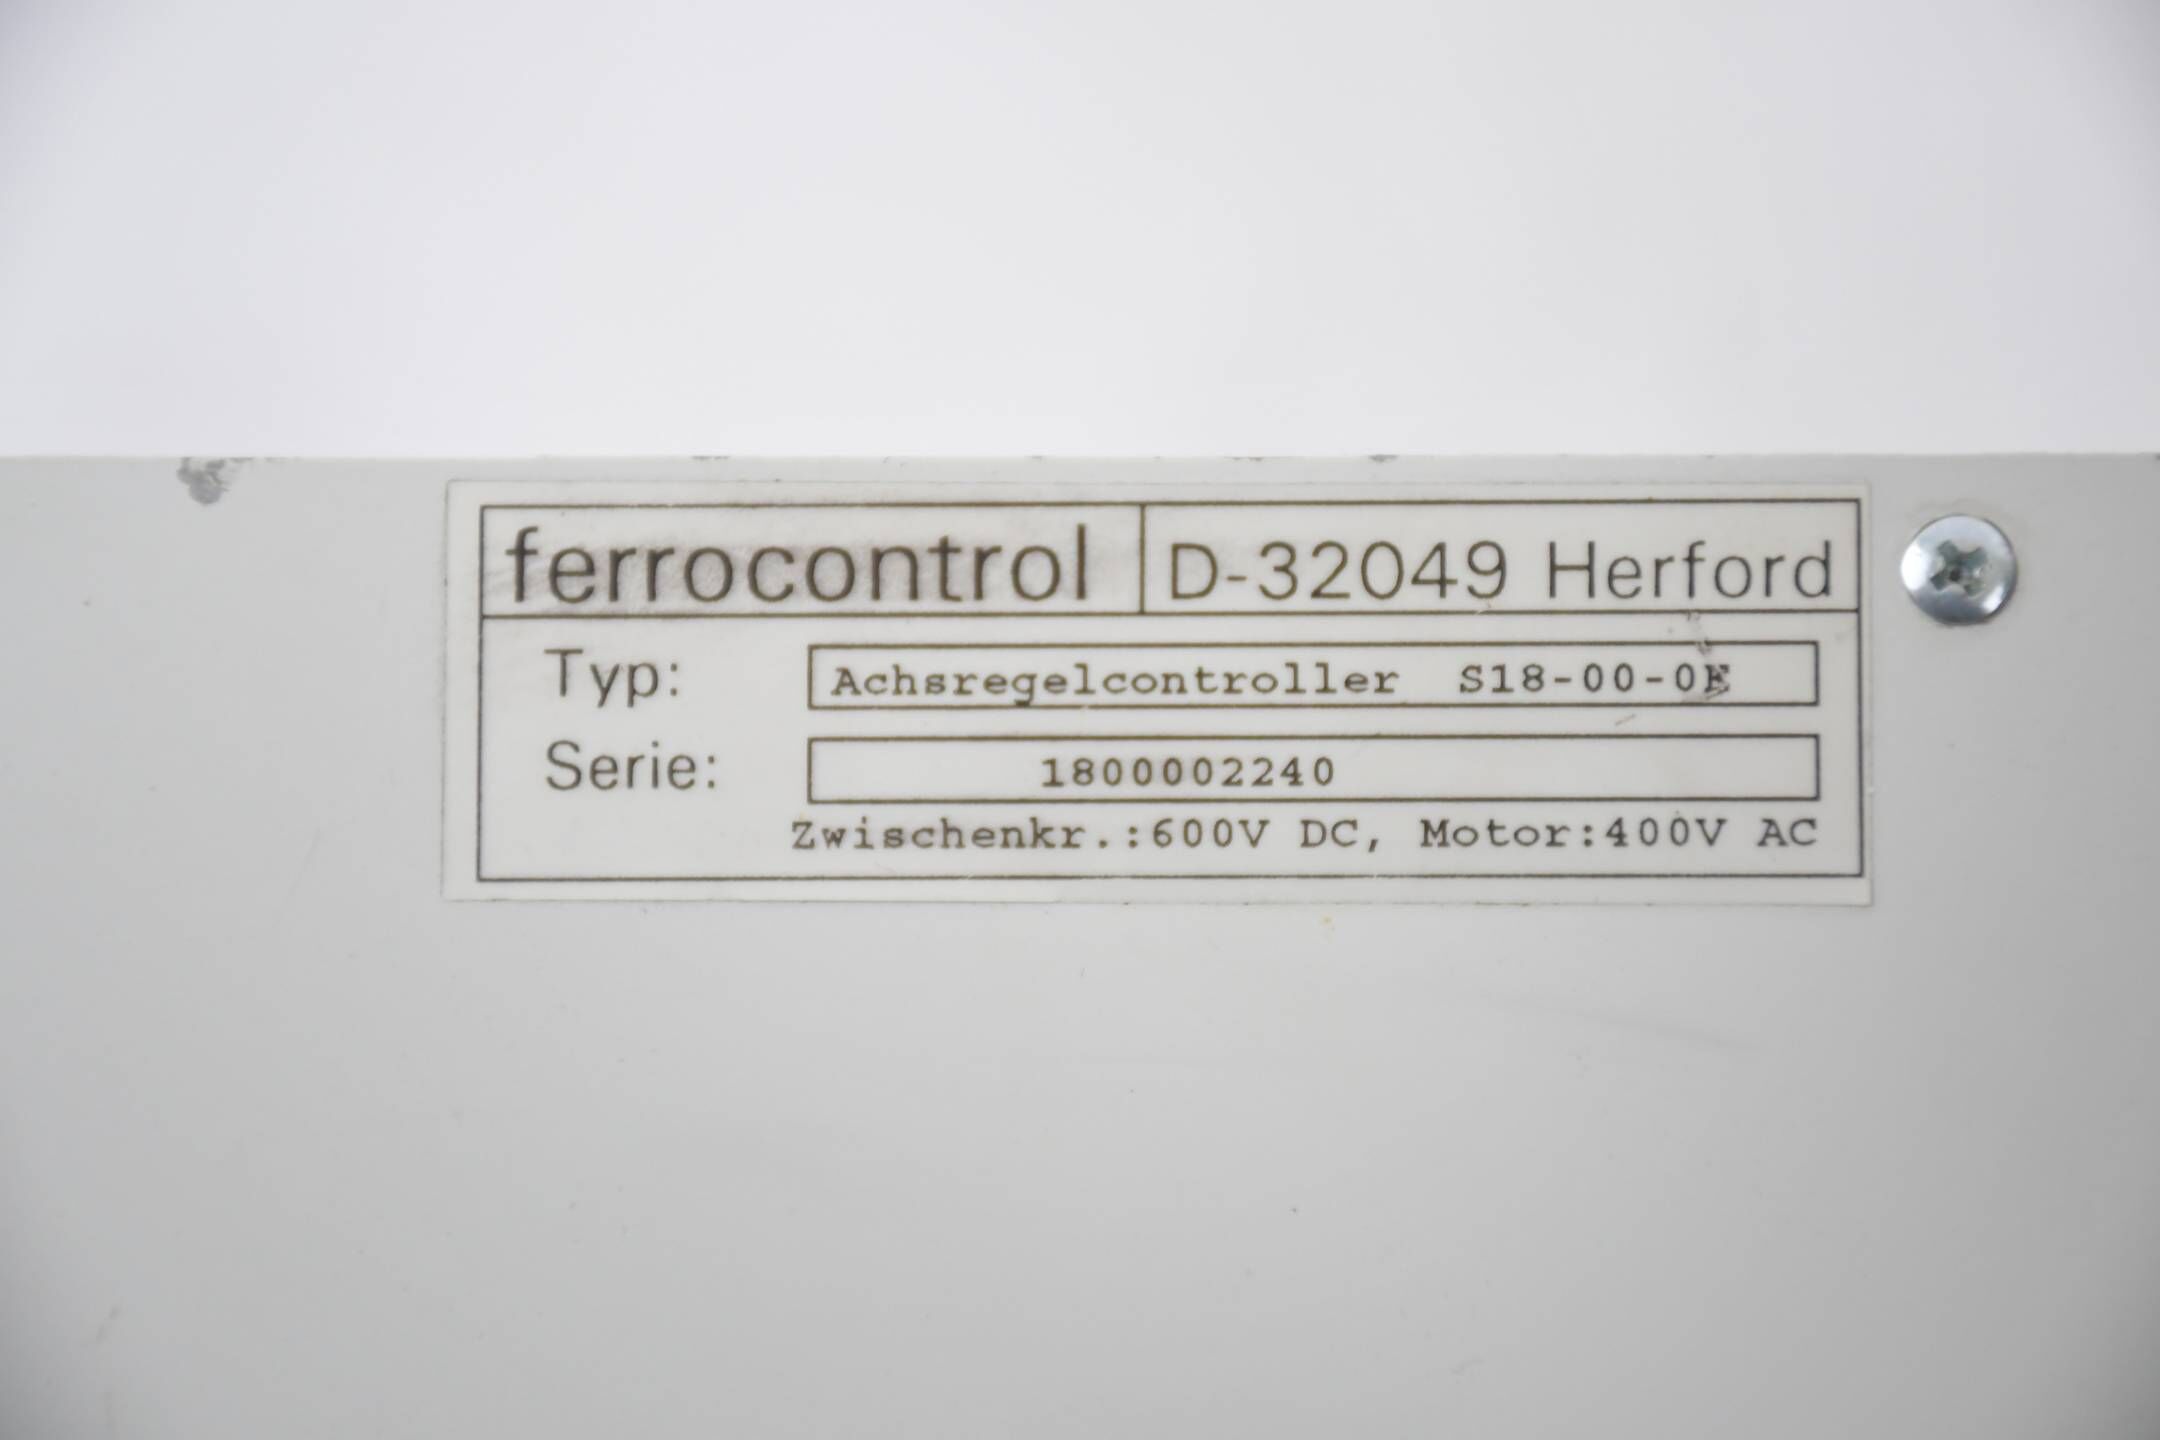 ferrocontrol D-32049 Herford
Typ: Achsregelcontroller S18-00-0E
Serie: 1800002240
Zwischenkr.:600V DC, Motor:400V AC